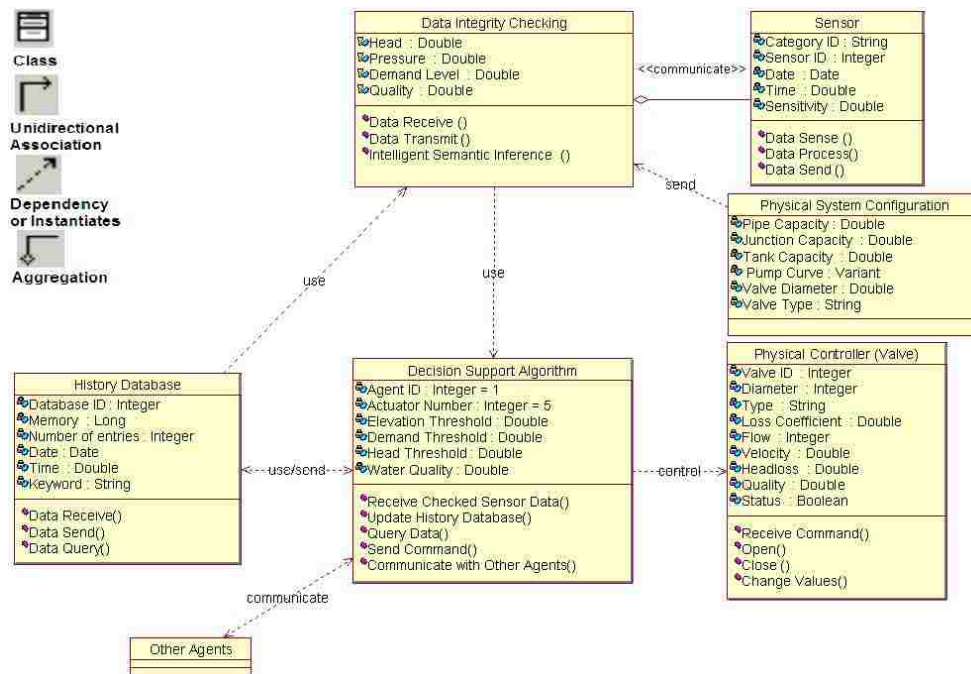 Class
Unidirectional
Association
Dependency
or Instantiates
Aggregation
Data Integrity Checking
Head : Double
Pressure : Double
Demand Level : Double
Quality : Double
Data Receive ()
Data Transmit ()
Intelligent Semantic Inference ()
<<communicate>>
Sensor
Category ID : String
Sensor ID : Integer
Date : Date
Time : Double
Sensitivity : Double
Data Sense ()
Data Process()
Data Send ()
send
Physical System Configuration
Pipe Capacity : Double
Junction Capacity : Double
Tank Capacity : Double
Pump Curve : Variant
Valve Diameter : Double
Valve Type : String
use
use
History Database
Database ID : Integer
Memory : Long
Number of entries : Integer
Date : Date
Time : Double
Keyword : String
Data Receive()
Data Send()
Data Query()
use/send
Decision Support Algorithm
Agent ID : Integer = 1
Actuator Number : Integer = 5
Elevation Threshold : Double
Demand Threshold : Double
Head Threshold : Double
Water Quality : Double
Receive Checked Sensor Data()
Update History Database()
Query Data()
Send Command()
Communicate with Other Agents()
control
Physical Controller (Valve)
Valve ID : Integer
Diameter : Integer
Type : String
Loss Coefficient : Double
Flow : Integer
Velocity : Double
Headloss : Double
Quality : Double
Status : Boolean
Receive Command()
Open()
Close ()
Change Values()
communicate
Other Agents